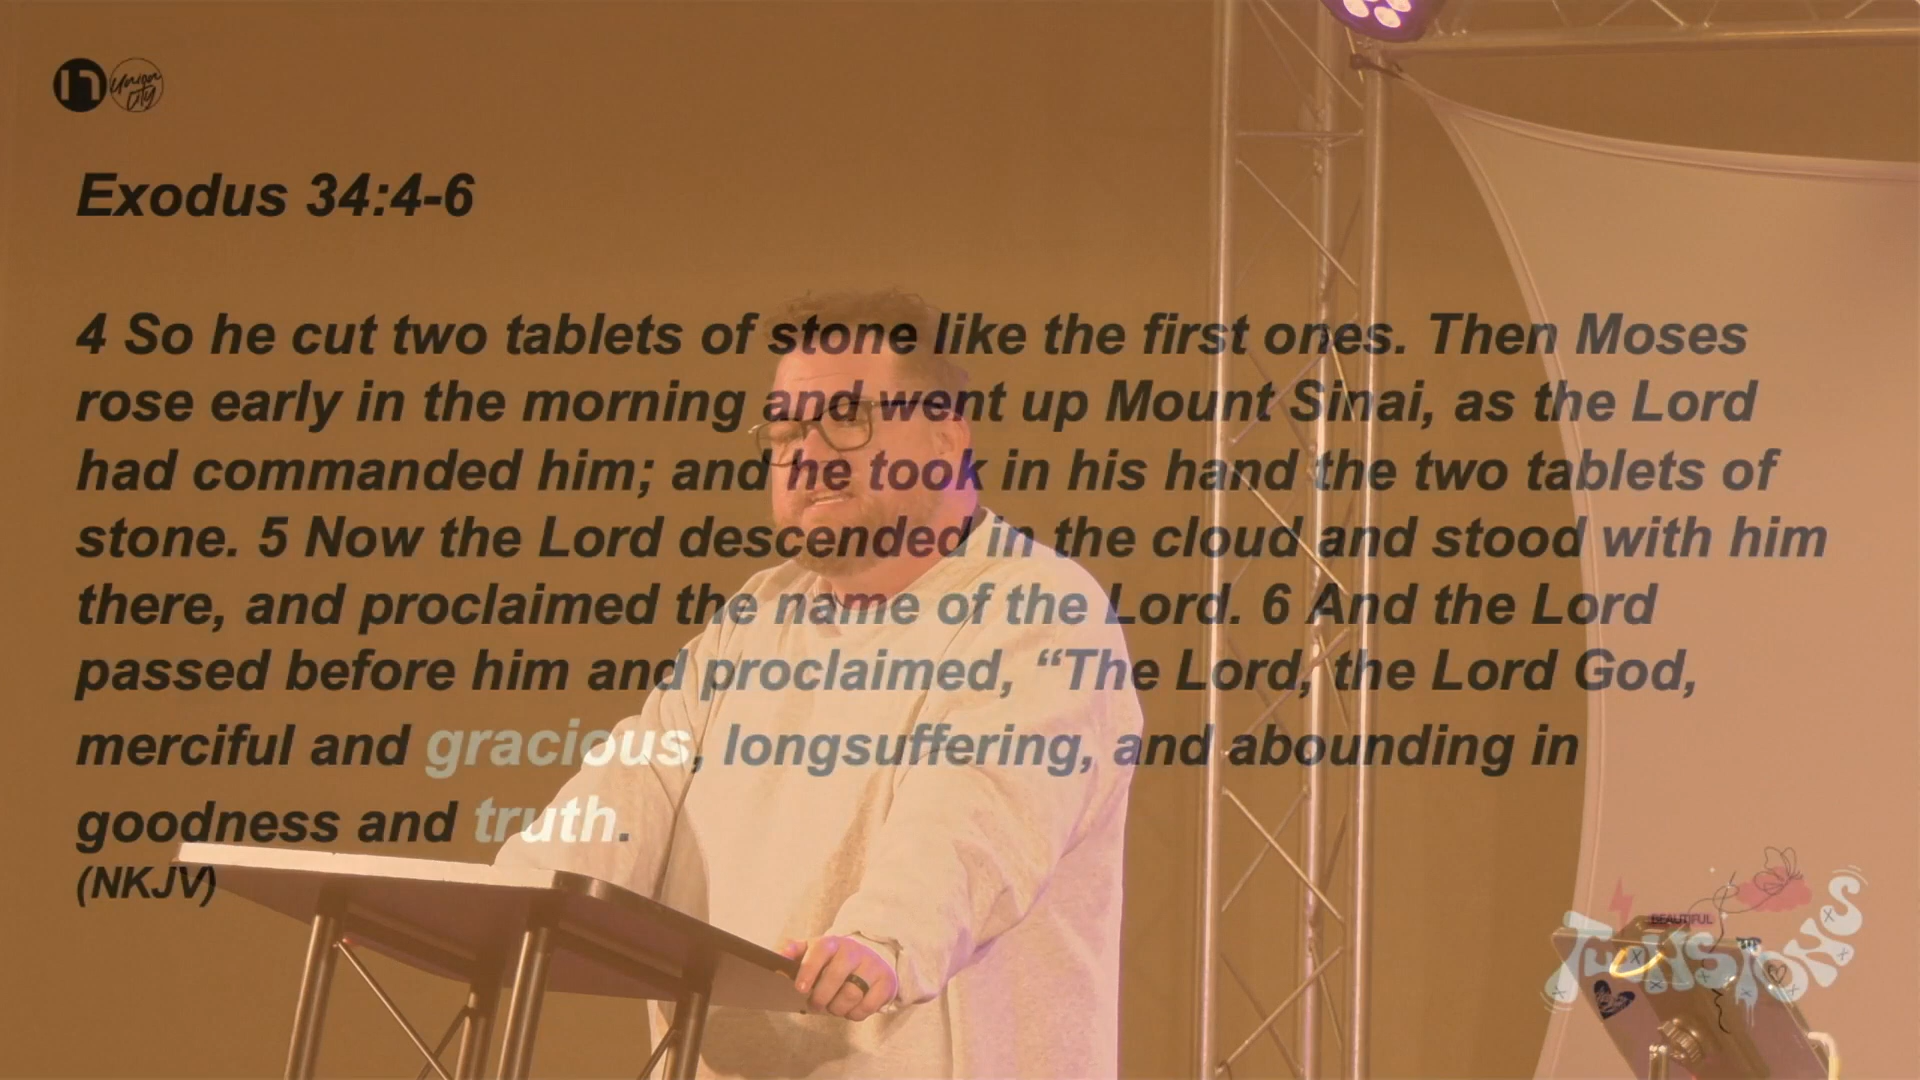 Union
City
Exodus 34:4-6
4 So he cut two tablets of stone like the first ones. Then Moses
rose early in the morning and went up Mount Sinai, as the Lord
had commanded him; and he took in his hand the two tablets of
stone. 5 Now the Lord descended in the cloud and stood with him
there, and proclaimed the name of the Lord. 6 And the Lord
passed before him and proclaimed, “The Lord, the Lord God,
merciful and gracious, longsuffering, and abounding in
goodness and truth.
(NKJV)
BEAUTIFUL
TENSIONS